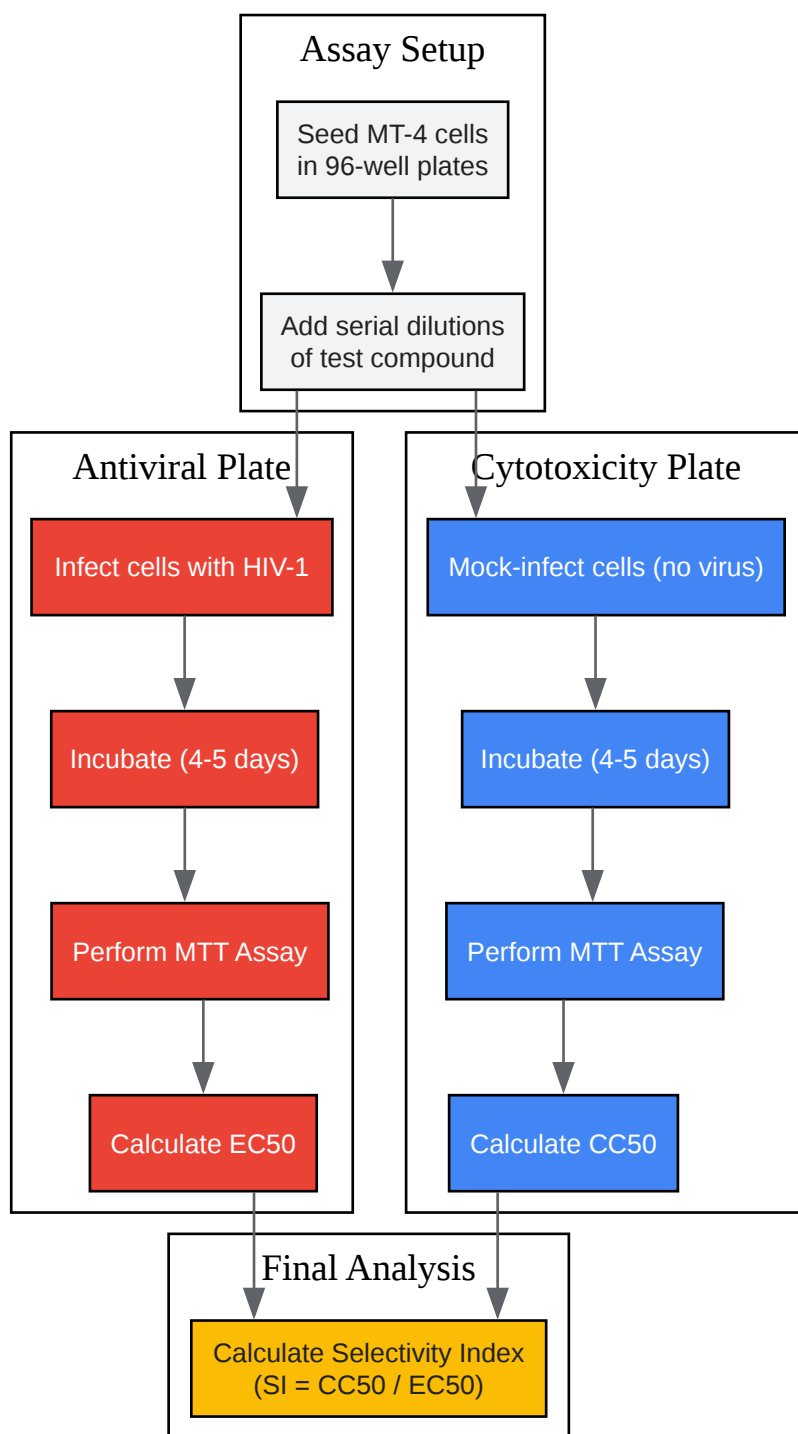 Assay Setup
Seed MT-4 cells
in 96-well plates
Add serial dilutions
of test compound
Antiviral Plate
Infect cells with HIV-1
Incubate (4-5 days)
Perform MTT Assay
Calculate EC50
Cytotoxicity Plate
Mock-infect cells (no virus)
Incubate (4-5 days)
Perform MTT Assay
Calculate CC50
Final Analysis
Calculate Selectivity Index
(SI = CC50 / EC50)